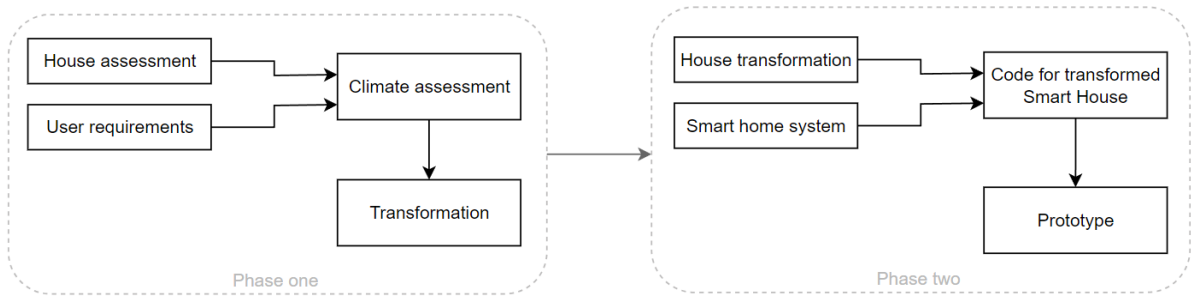 House assessment
User requirements
Climate assessment
Transformation
Phase one
House transformation
Smart home system
Code for transformed
Smart House
Prototype
Phase two